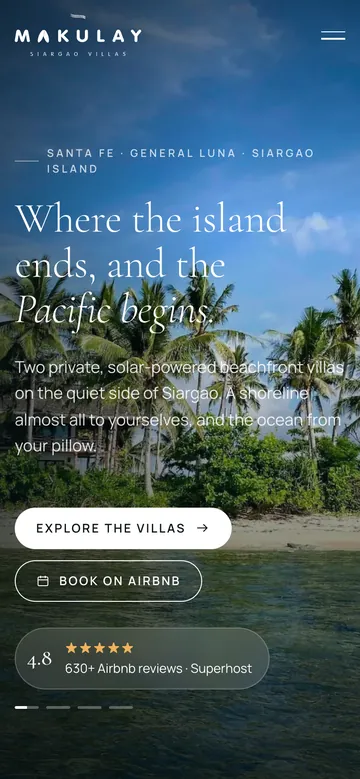 MAKULAY
SIARGAO VILLAS
SANTA FE · GENERAL LUNA · SIARGAO
ISLAND
Where the island
ends, and the
Pacific begins.
Two private, solar-powered beachfront villas
on the quiet side of Siargao. A shoreline
almost all to yourselves, and the ocean from
your pillow.
EXPLORE THE VILLAS →
BOOK ON AIRBNB
4.8 ★★★★★
630+ Airbnb reviews · Superhost